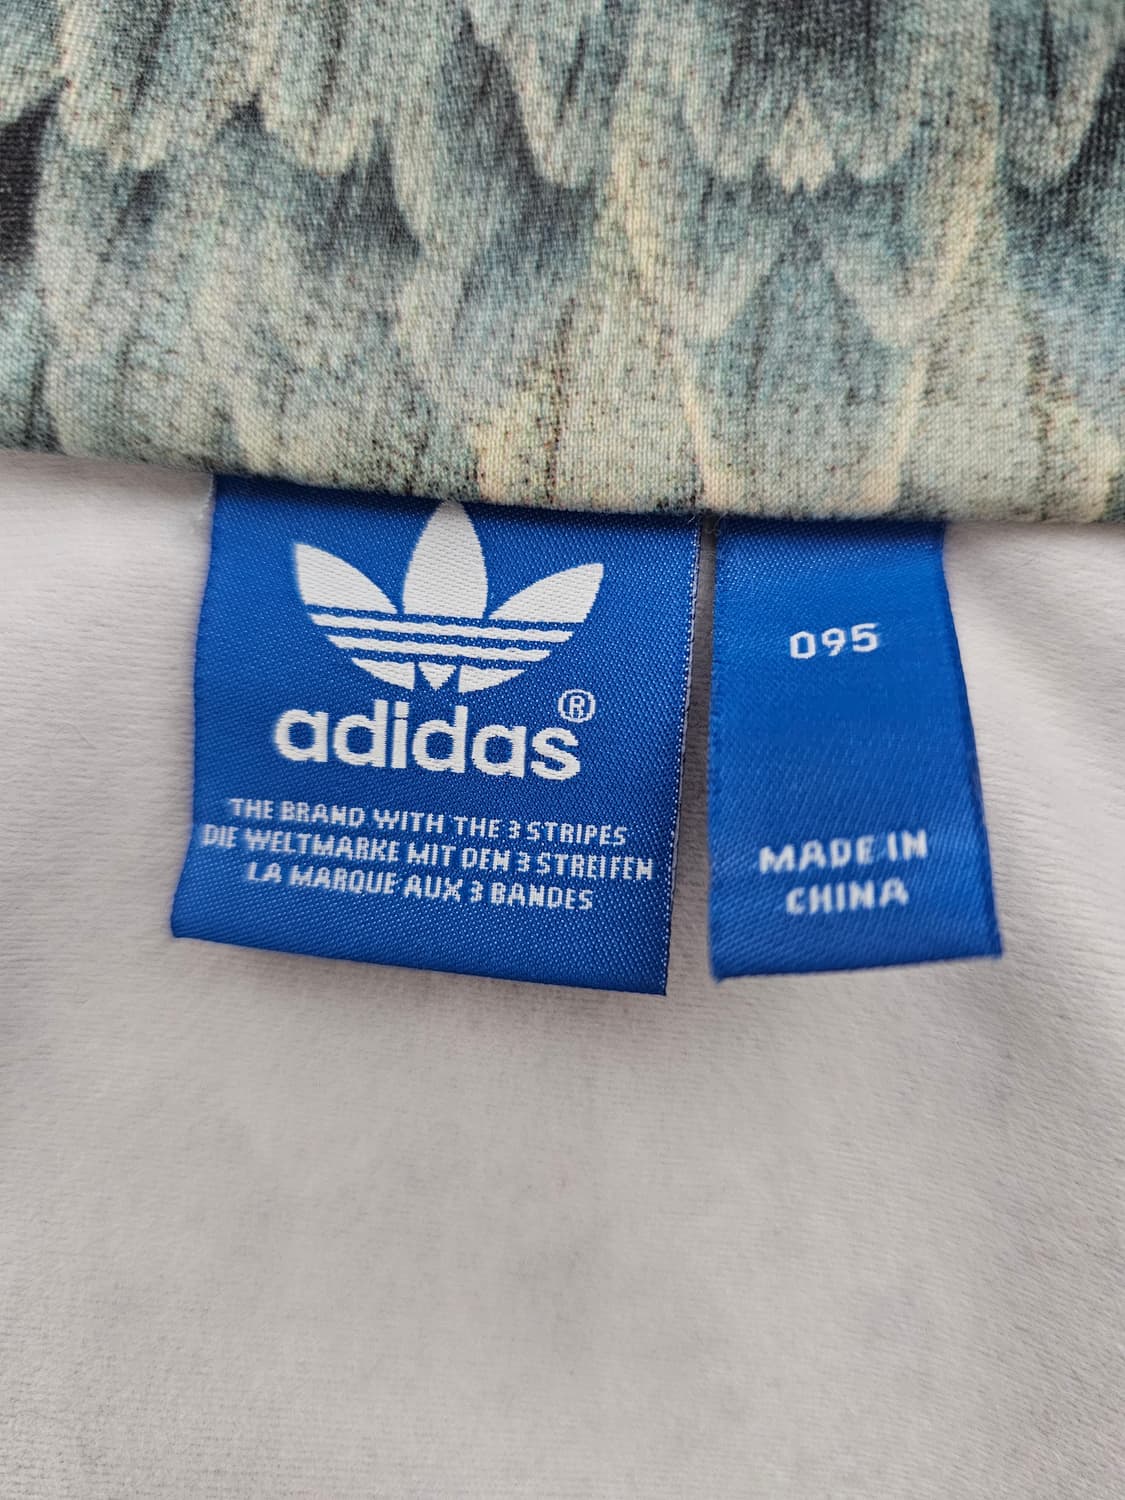 adidas®
THE BRAND WITH THE 3 STRIPES
DIE WELTMARKE MIT DEN 3 STREIFEN
LA MARQUE AUX 3 BANDES
095
MADE IN
CHINA